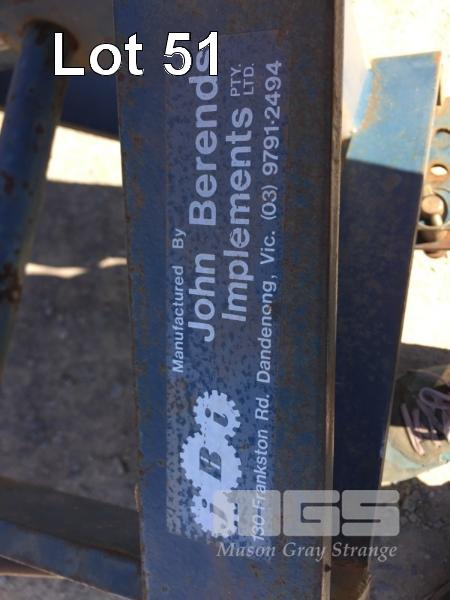 Lot 51
Manufactured By
John Berends
Implements PTY. LTD.
130 Frankston Rd. Dandenong, Vic. (03) 9791-2494
MGS
Mason Gray Strange